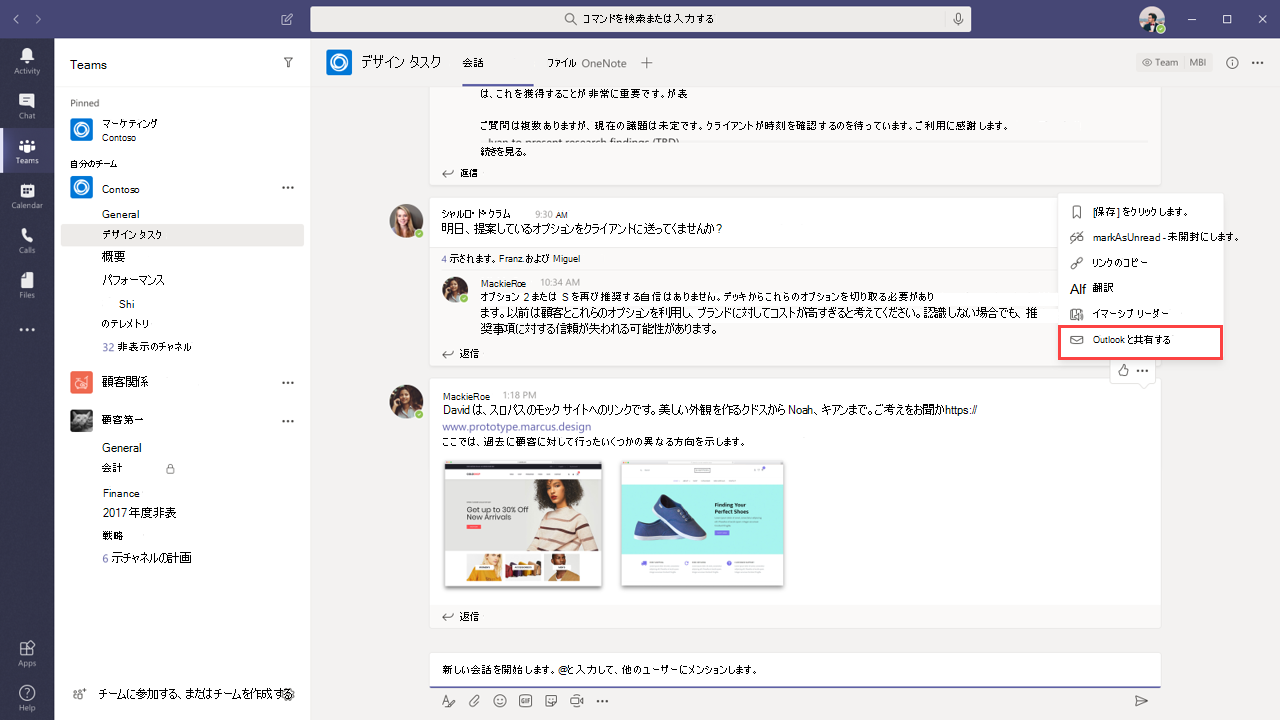 コマンドを検索または入力する
Activity
Chat
Teams
Calendar
Calls
Files
Apps
Help
Teams
Pinned
マーケティング
Contoso
自分のチーム
Contoso
General
デザイン タスク
概要
パフォーマンス
Shi
のテレメトリ
32 非表示のチャネル
顧客関係
顧客第一
General
会計
Finance
2017 年度非表
戦略
6 示チャネルの計画
チームに参加する、またはチームを作成する
デザイン タスク
会話
ファイル OneNote
Team MBI
は、これを獲得することが非常に重要です。が表
ご質問は複数ありますが、現在の議題は未定です。クライアントが時刻を確認するのを待っています。ご利用に感謝します。
to present research findings (TBD)
続きを見る。
返信
シャルロ・ド・クラム 9:30 AM
明日、提案しているオプションをクライアントに送ってくませんか?
4 示されます。Franz および Miguel
MackieRoe 10:34 AM
オプション 2 または S を再び推認する自信はありません。デッキからこれらのオプションを切り取る必要があり
ます。以前は顧客とこれらのオプションを利用し、ブランドに対してコストが高すぎると考えてください。認識しない場合でも、推
奨事項に対する信頼が失われる可能性があります。
返信
[保存] をクリックします。
markAsUnread - 未開封にします。
リンクのコピー
Alf 翻訳
イマーシブ リーダー
Outlook と共有する
MackieRoe 1:18 PM
David は、スロバスのモック サイトへのリンクです。美しい外観を作るクドスから Noah、キアンまで。ご考えをお聞かhttps://
www.prototype.marcus.design
ここでは、過去に顧客に対して行ったいくつかの異なる方向を示します。
Get up to 30% Off
New Arrivals
Finding Your
Perfect Shoes
返信
新しい会話を開始します。@と入力して、他のユーザーにメンションします。
GIF